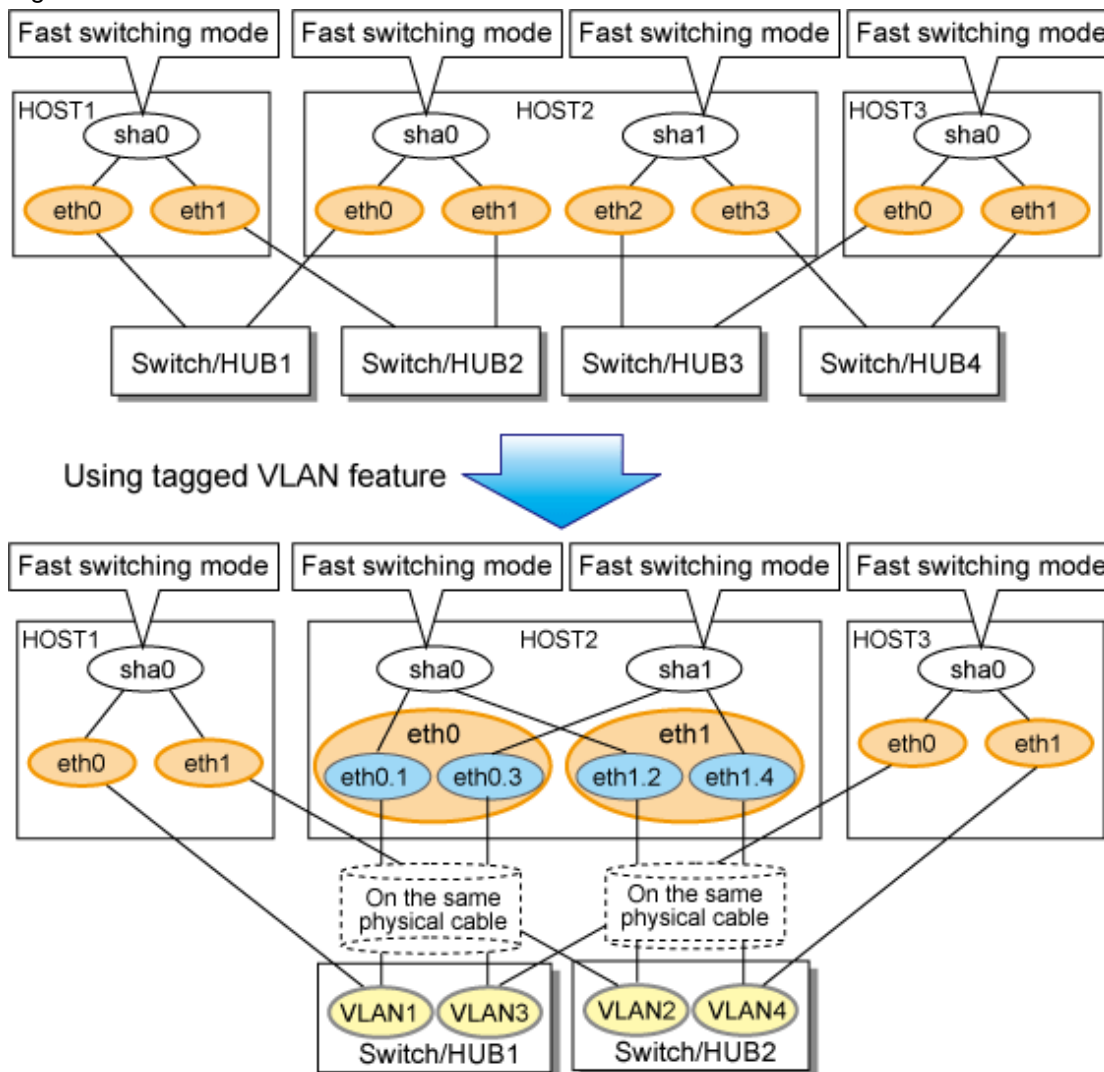 Fast switching mode
Fast switching mode
Fast switching mode
Fast switching mode
HOST1
HOST2
HOST3
sha0
sha0
sha1
sha0
eth0
eth1
eth0
eth1
eth2
eth3
eth0
eth1
Switch/HUB1
Switch/HUB2
Switch/HUB3
Switch/HUB4
Using tagged VLAN feature
Fast switching mode
Fast switching mode
Fast switching mode
Fast switching mode
HOST1
HOST2
HOST3
sha0
sha0
sha1
sha0
eth0
eth1
eth0
eth1
eth0
eth1
eth0.1
eth0.3
eth1.2
eth1.4
On the same
physical cable
On the same
physical cable
VLAN1
VLAN3
VLAN2
VLAN4
Switch/HUB1
Switch/HUB2